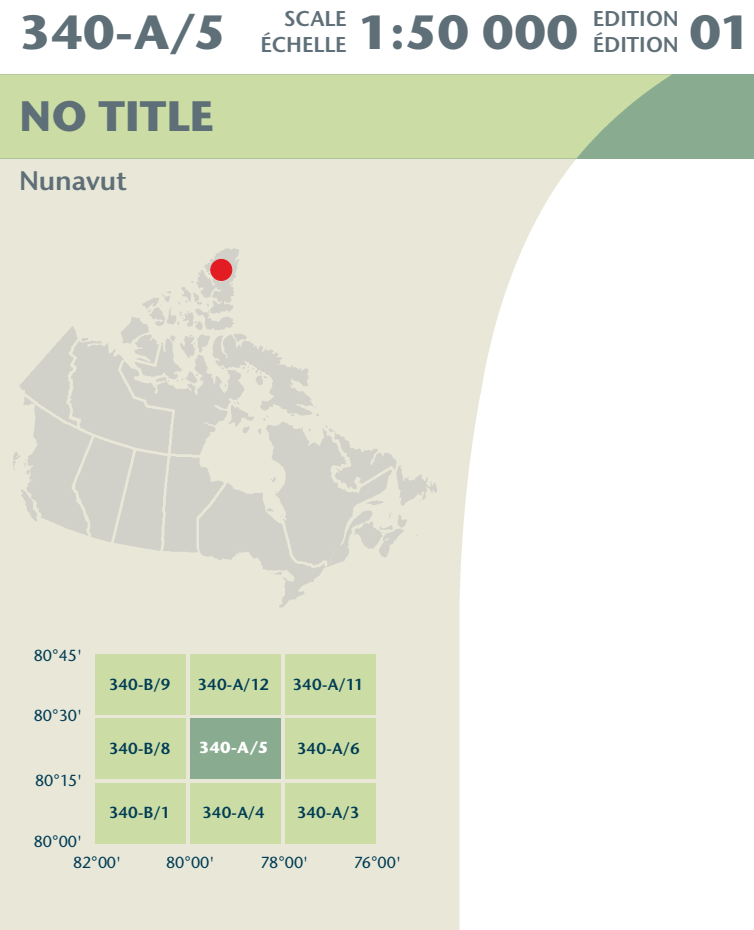 340-A/5 SCALE 1:50 000 EDITION 01
ÉCHELLE ÉDITION
NO TITLE
Nunavut
80°45'
340-B/9 340-A/12 340-A/11
80°30'
340-B/8 340-A/5 340-A/6
80°15'
340-B/1 340-A/4 340-A/3
80°00'
82°00' 80°00' 78°00' 76°00'